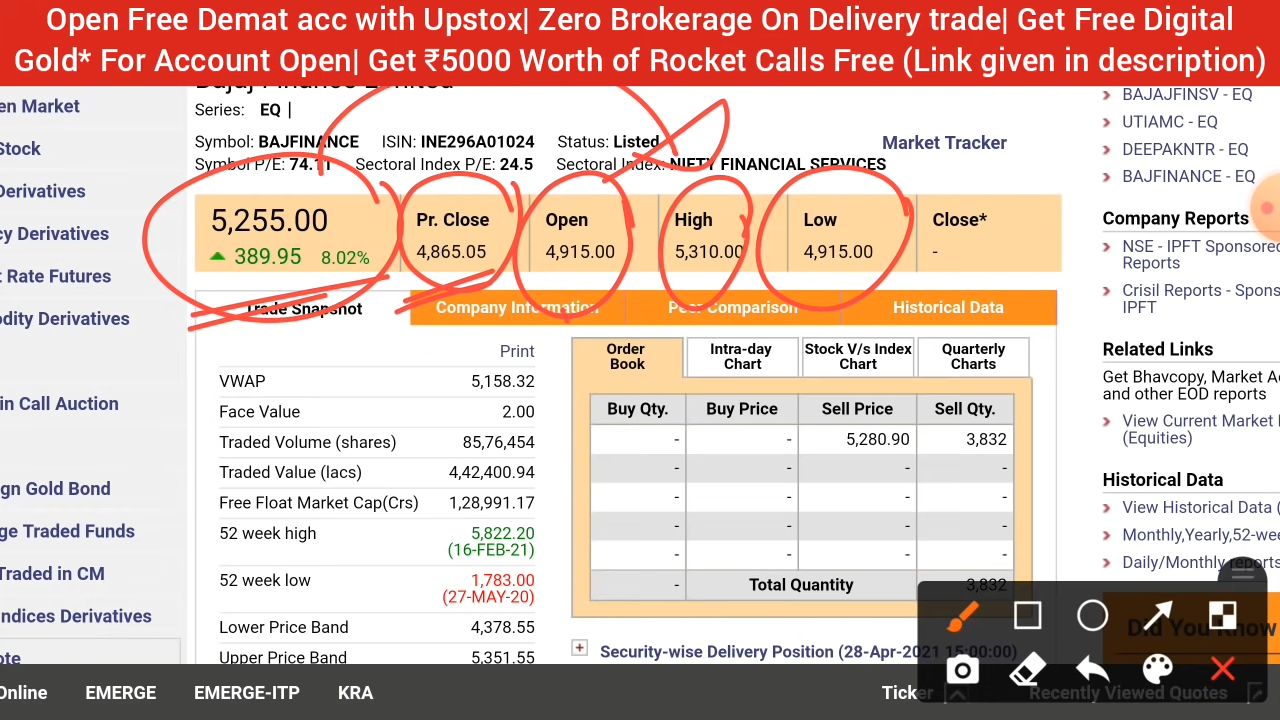 Open Free Demat acc with Upstox| Zero Brokerage On Delivery trade| Get Free Digital
Gold* For Account Open| Get ₹5000 Worth of Rocket Calls Free (Link given in description)
Bajaj Finance Limited
Series: EQ |
Symbol: BAJFINANCE ISIN: INE296A01024 Status: Listed
Symbol P/E: 74.11 Sectoral Index P/E: 24.5 Sectoral Index: NIFTY FINANCIAL SERVICES
Market Tracker
5,255.00
389.95 8.02%
Pr. Close
4,865.05
Open
4,915.00
High
5,310.00
Low
4,915.00
Close*
-
Trade Snapshot
Company Information
Peer Comparison
Historical Data
Print
VWAP 5,158.32
Face Value 2.00
Traded Volume (shares) 85,76,454
Traded Value (lacs) 4,42,400.94
Free Float Market Cap(Crs) 1,28,991.17
52 week high 5,822.20
(16-FEB-21)
52 week low 1,783.00
(27-MAY-20)
Lower Price Band 4,378.55
Upper Price Band 5,351.55
Order
Book
Intra-day
Chart
Stock V/s Index
Chart
Quarterly
Charts
Buy Qty. Buy Price Sell Price Sell Qty.
- - 5,280.90 3,832
- - - -
- - - -
- - - -
- - - -
- Total Quantity 3,832
Security-wise Delivery Position (28-Apr-2021 15:00:00)
en Market
Stock
Derivatives
cy Derivatives
t Rate Futures
odity Derivatives
in Call Auction
gn Gold Bond
ge Traded Funds
Traded in CM
ndices Derivatives
ote
BAJAJFINSV - EQ
UTIAMC - EQ
DEEPAKNTR - EQ
BAJFINANCE - EQ
Company Reports
NSE - IPFT Sponsored
Reports
Crisil Reports - Spons
IPFT
Related Links
Get Bhavcopy, Market Ac
and other EOD reports
View Current Market
(Equities)
Historical Data
View Historical Data (
Monthly,Yearly,52-wee
Daily/Monthly reports
Did You Know
Online EMERGE EMERGE-ITP KRA Ticker Recently Viewed Quotes